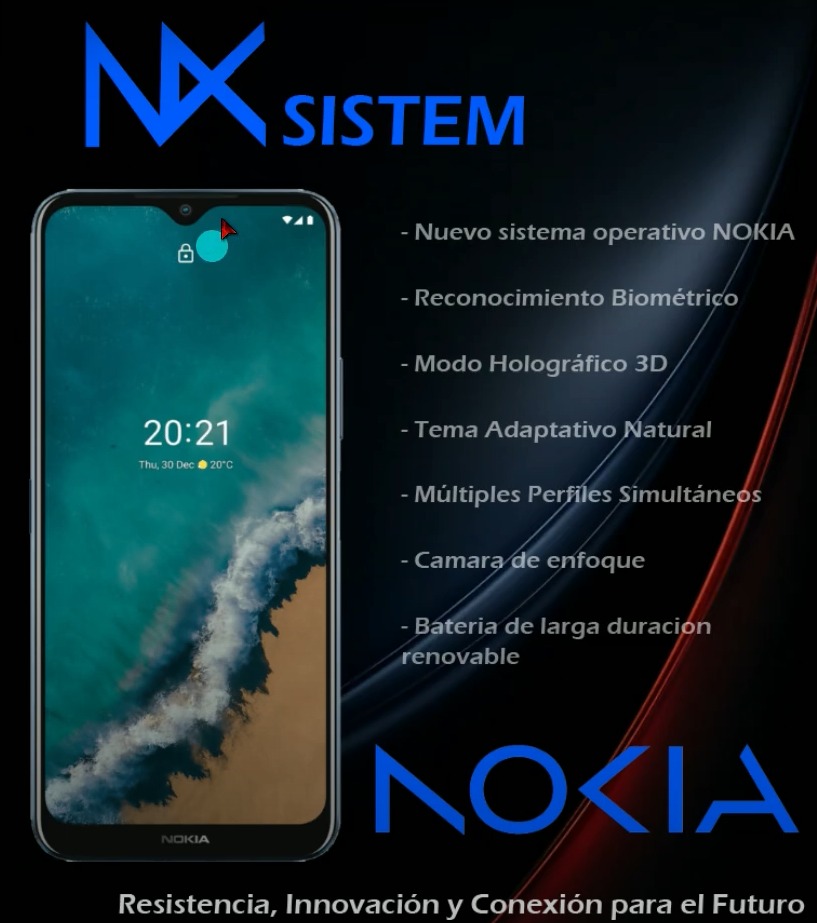 NX SISTEM
- Nuevo sistema operativo NOKIA
- Reconocimiento Biométrico
- Modo Holográfico 3D
- Tema Adaptativo Natural
- Múltiples Perfiles Simultáneos
- Camara de enfoque
- Bateria de larga duracion
renovable
20:21
Thu, 30 Dec 20°C
NOKIA
NOKIA
Resistencia, Innovación y Conexión para el Futuro